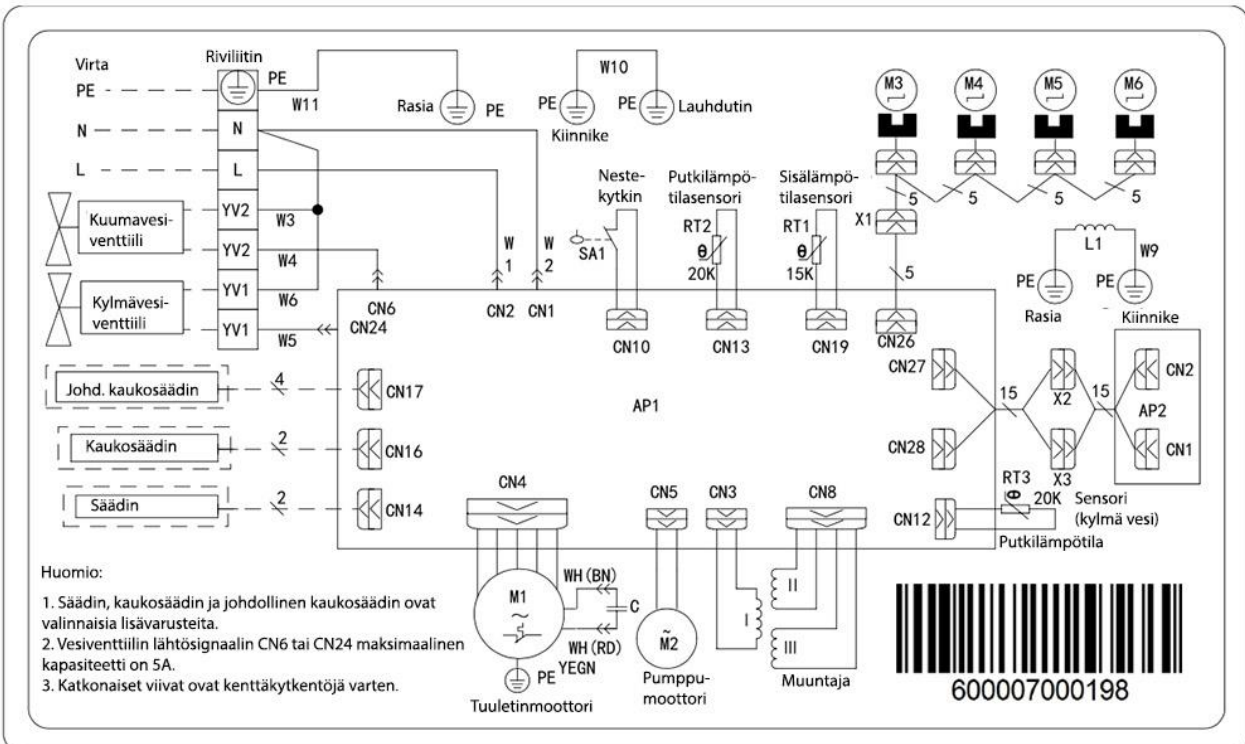 Virta
Riviliitin
PE
PE
W11
Rasia
PE
W10
PE
PE
Lauhdutin
Kiinnike
M3
M4
M5
M6
N
N
L
L
5
5
5
5
X1
5
Kuumavesi-
venttiili
YV2
W3
YV2
W4
Kylmävesi-
venttiili
YV1
W6
YV1
W5
CN6
CN24
W
1
W
2
CN2
CN1
Neste-
kytkin
SA1
CN10
Putkilämpö-
tilasensori
RT2
θ
20K
CN13
Sisälämpö-
tilasensori
RT1
θ
15K
CN19
CN26
L1
W9
PE
PE
Rasia
Kiinnike
Johd. kaukosäädin
4
CN17
Kaukosäädin
2
CN16
Säädin
2
CN14
AP1
CN27
CN28
15
X2
X3
15
CN2
AP2
CN1
CN12
RT3
θ
20K
Sensori
(kylmä vesi)
Putkilämpötila
CN4
CN5
CN3
CN8
M1
~
WH (BN)
C
WH (RD)
YEGN
PE
Tuuletinmoottori
~
M2
Pumppu-
moottori
I
II
III
Muuntaja
Huomio:
1. Säädin, kaukosäädin ja johdollinen kaukosäädin ovat
valinnaisia lisävarusteita.
2. Vesiventtiilin lähtösignaalin CN6 tai CN24 maksimaalinen
kapasiteetti on 5A.
3. Katkonaiset viivat ovat kenttäkytkentöjä varten.
600007000198